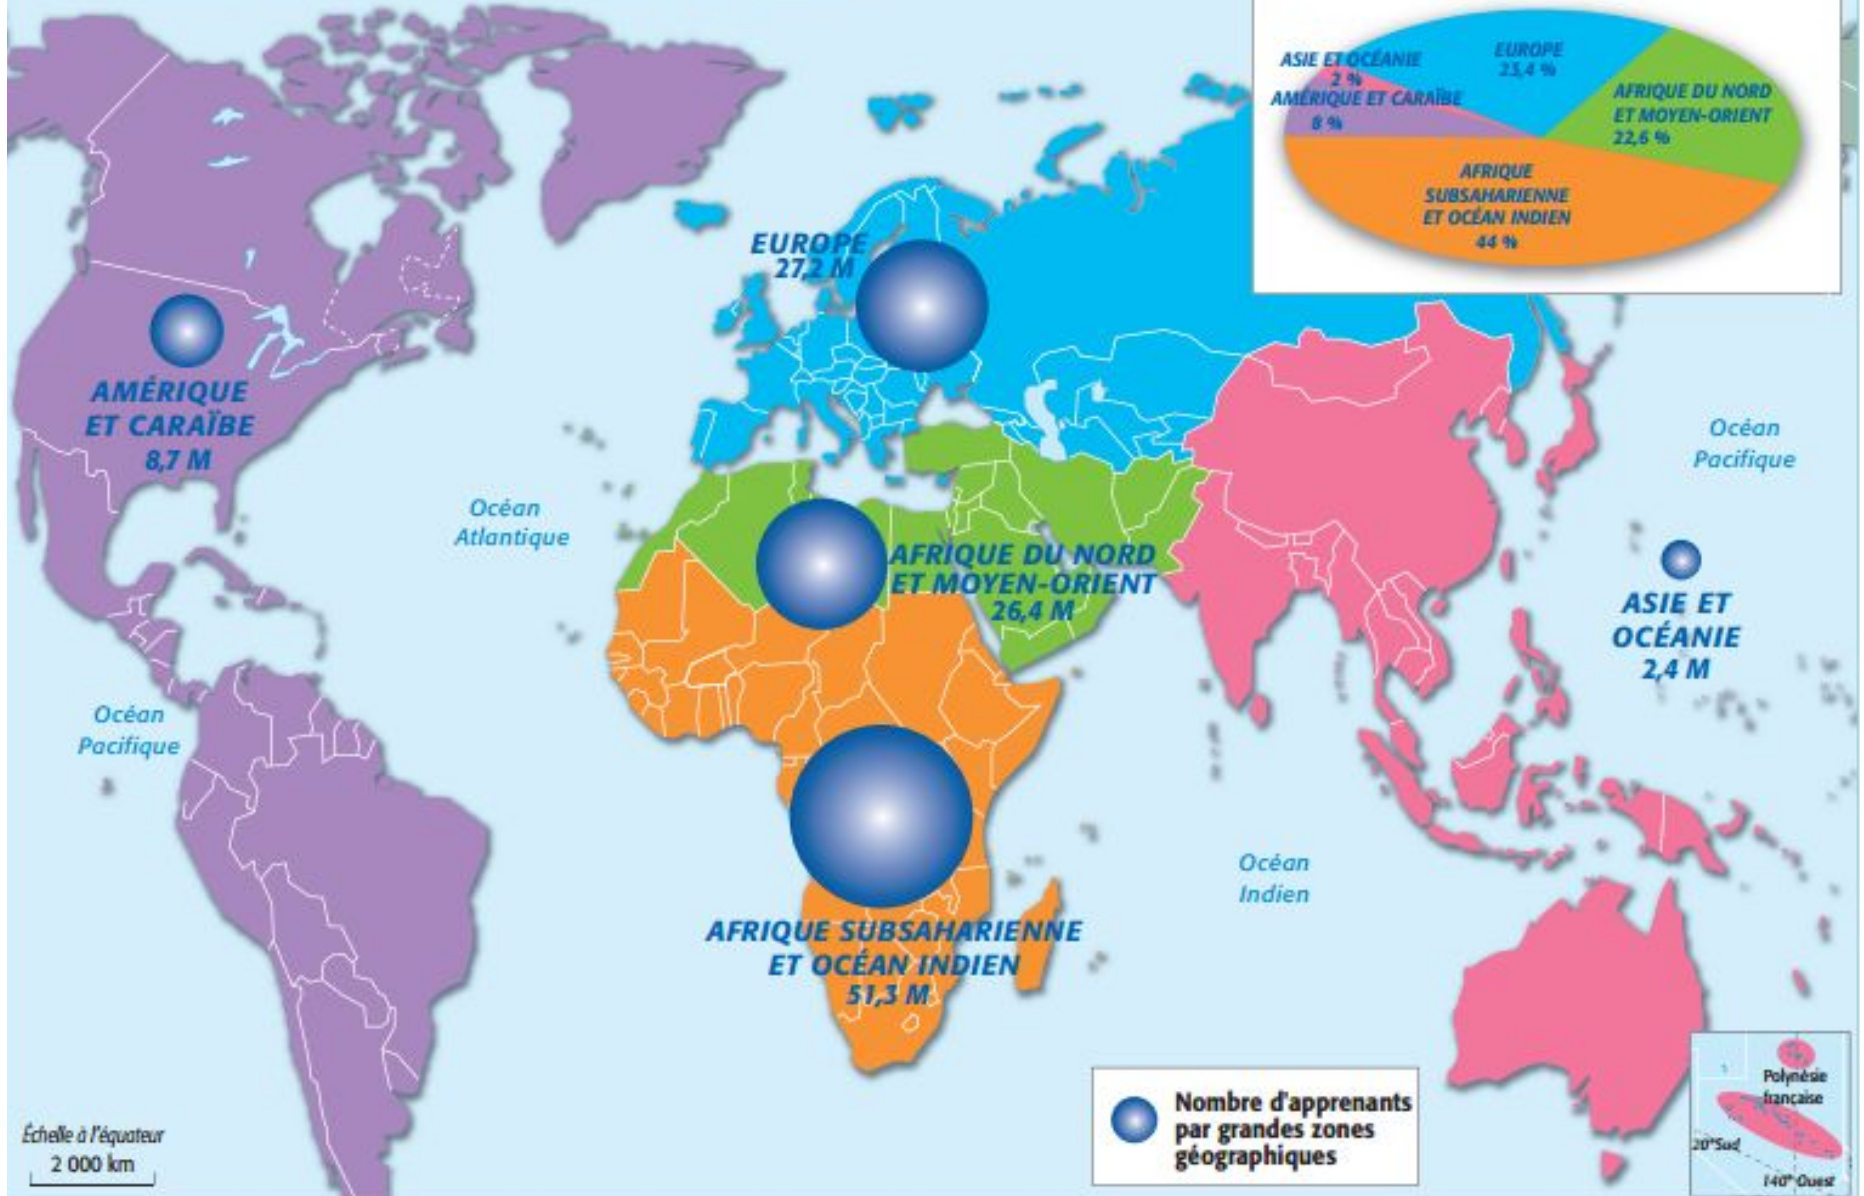 ASIE ET OCÉANIE
2 %
AMÉRIQUE ET CARAÏBE
8 %
EUROPE
23,4 %
AFRIQUE DU NORD
ET MOYEN-ORIENT
22,6 %
AFRIQUE
SUBSAHARIENNE
ET OCÉAN INDIEN
44 %
EUROPE
27,2 M
AMÉRIQUE
ET CARAÏBE
8,7 M
Océan
Atlantique
Océan
Pacifique
AFRIQUE DU NORD
ET MOYEN-ORIENT
26,4 M
ASIE ET
OCÉANIE
2,4 M
Océan
Pacifique
Océan
Indien
AFRIQUE SUBSAHARIENNE
ET OCÉAN INDIEN
51,3 M
Nombre d'apprenants
par grandes zones
géographiques
Polynésie
française
20°Sud
140° Ouest
Échelle à l'équateur
2 000 km